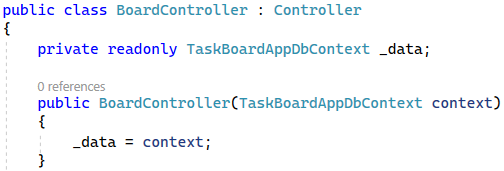 public class BoardController : Controller
{
    private readonly TaskBoardAppDbContext _data;
    0 references
    public BoardController(TaskBoardAppDbContext context)
    {
        _data = context;
    }